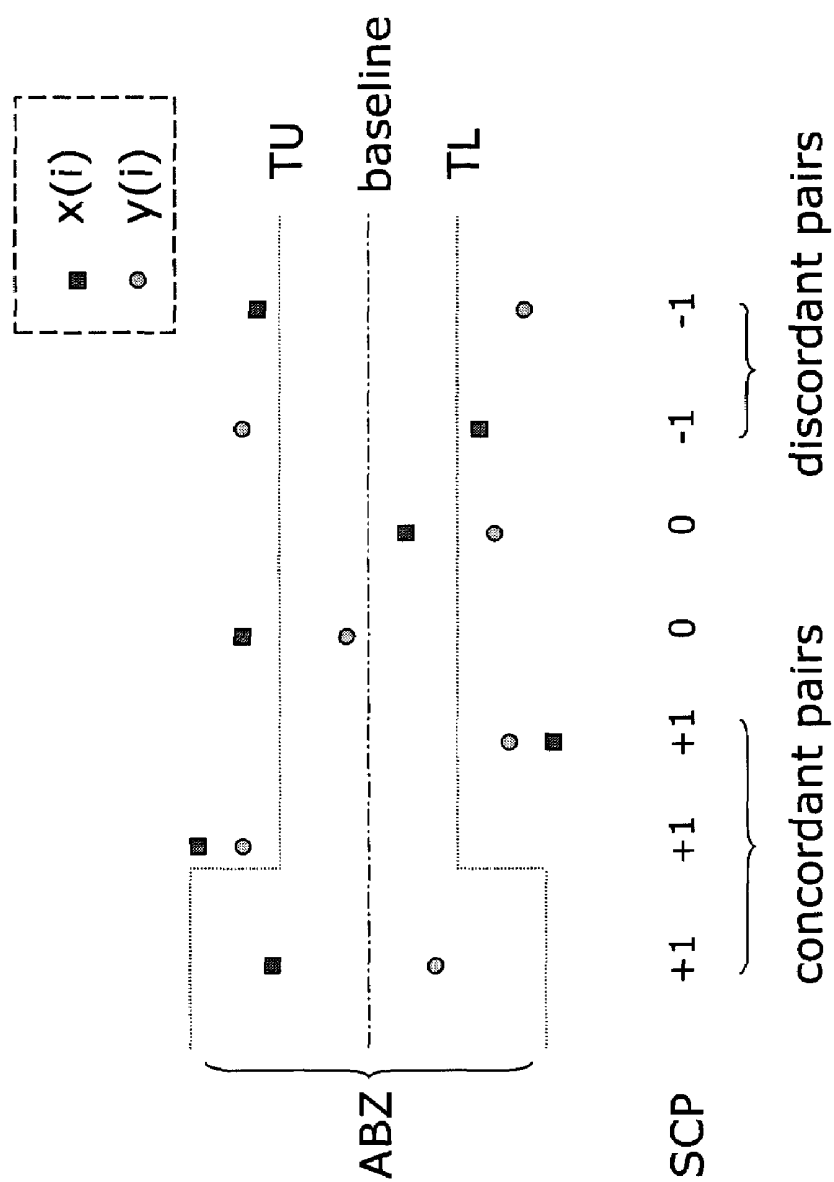 x(i)
y(i)
TU
baseline
TL
ABZ
SCP +1 +1 +1 0 0 -1 -1
concordant pairs discordant pairs